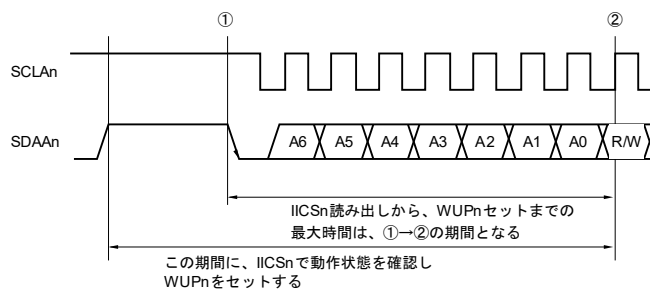 ① ②
SCLAn
SDAAn A6 A5 A4 A3 A2 A1 A0 R/W
IICSn読み出しから、WUPnセットまでの
最大時間は、①→②の期間となる
この期間に、IICSnで動作状態を確認し
WUPnをセットする